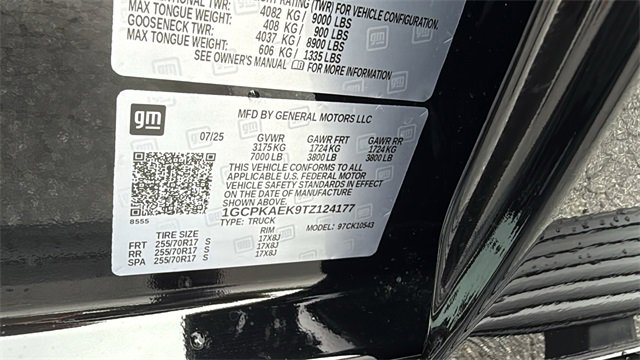 RATING (TWR) FOR VEHICLE CONFIGURATION.
TWR: 4082 KG / 9000 LBS
MAX TONGUE WEIGHT: 408 KG / 900 LBS
GOOSENECK TWR: 4037 KG / 8900 LBS
MAX TONGUE WEIGHT: 606 KG / 1335 LBS
SEE OWNER'S MANUAL FOR MORE INFORMATION
gm
MFD BY GENERAL MOTORS LLC
07/25 GVWR GAWR FRT GAWR RR
3175 KG 1724 KG 1724 KG
7000 LB 3800 LB 3800 LB
THIS VEHICLE CONFORMS TO ALL
APPLICABLE U.S. FEDERAL MOTOR
VEHICLE SAFETY STANDARDS IN EFFECT
ON THE DATE OF MANUFACTURE
SHOWN ABOVE.
1GCPKAEK9TZ124177
8555
TYPE: TRUCK MODEL: 97CK10543
TIRE SIZE RIM
FRT 255/70R17 S 17X8J
RR 255/70R17 S 17X8J
SPA 255/70R17 S 17X8J